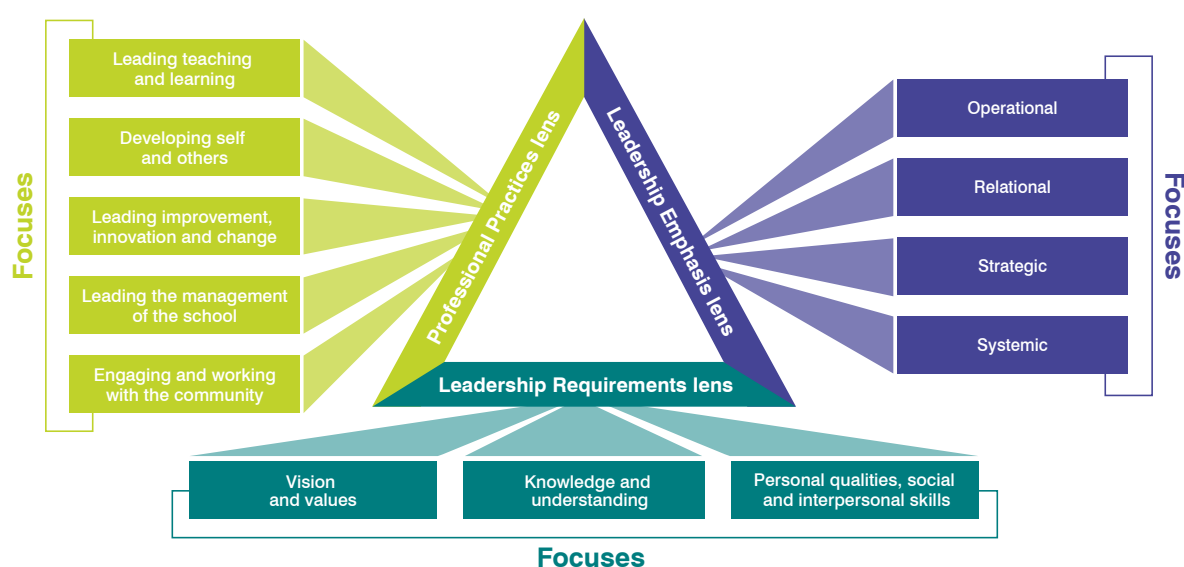 Focuses
Leading teaching
and learning
Developing self
and others
Leading improvement,
innovation and change
Leading the management
of the school
Engaging and working
with the community
Professional Practices lens
Leadership Emphasis lens
Leadership Requirements lens
Operational
Relational
Strategic
Systemic
Focuses
Vision
and values
Knowledge and
understanding
Personal qualities, social
and interpersonal skills
Focuses